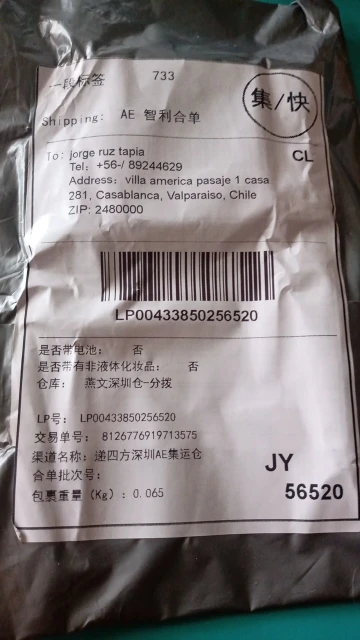 一段标签 733
集/快
Shipping: AE 智利合单
To: jorge ruz tapia
CL
Tel: +56-/ 89244629
Address: villa america pasaje 1 casa
281, Casablanca, Valparaiso, Chile
ZIP: 2480000
LP00433850256520
是否带电池: 否
是否带有非液体化妆品: 否
仓库: 燕文深圳仓-分拨
LP号: LP00433850256520
交易单号: 8126776919713575
渠道名称: 递四方深圳AE集运仓
JY
合单批次号:
56520
包裹重量(Kg): 0.065